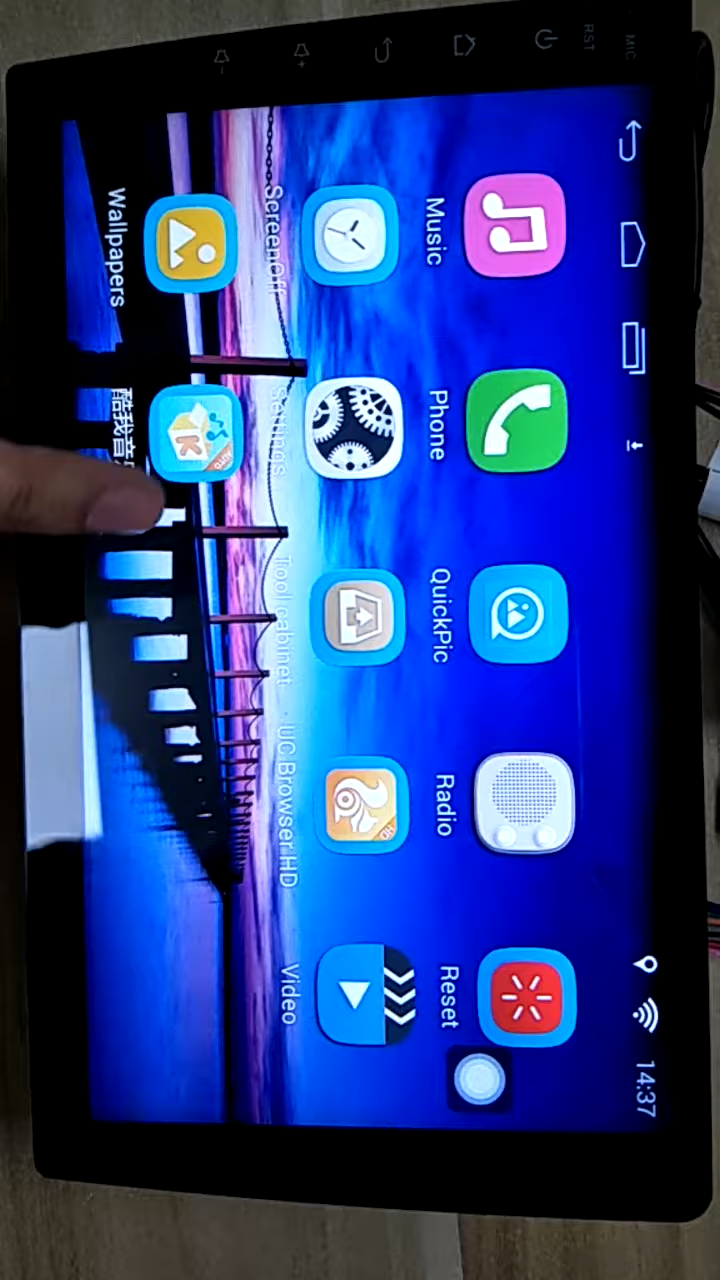 MIC
RST
14:37
Music
Phone
QuickPic
Radio
Reset
ScreenOff
Settings
Tool cabinet
UC Browser HD
Video
Wallpapers
酷我音